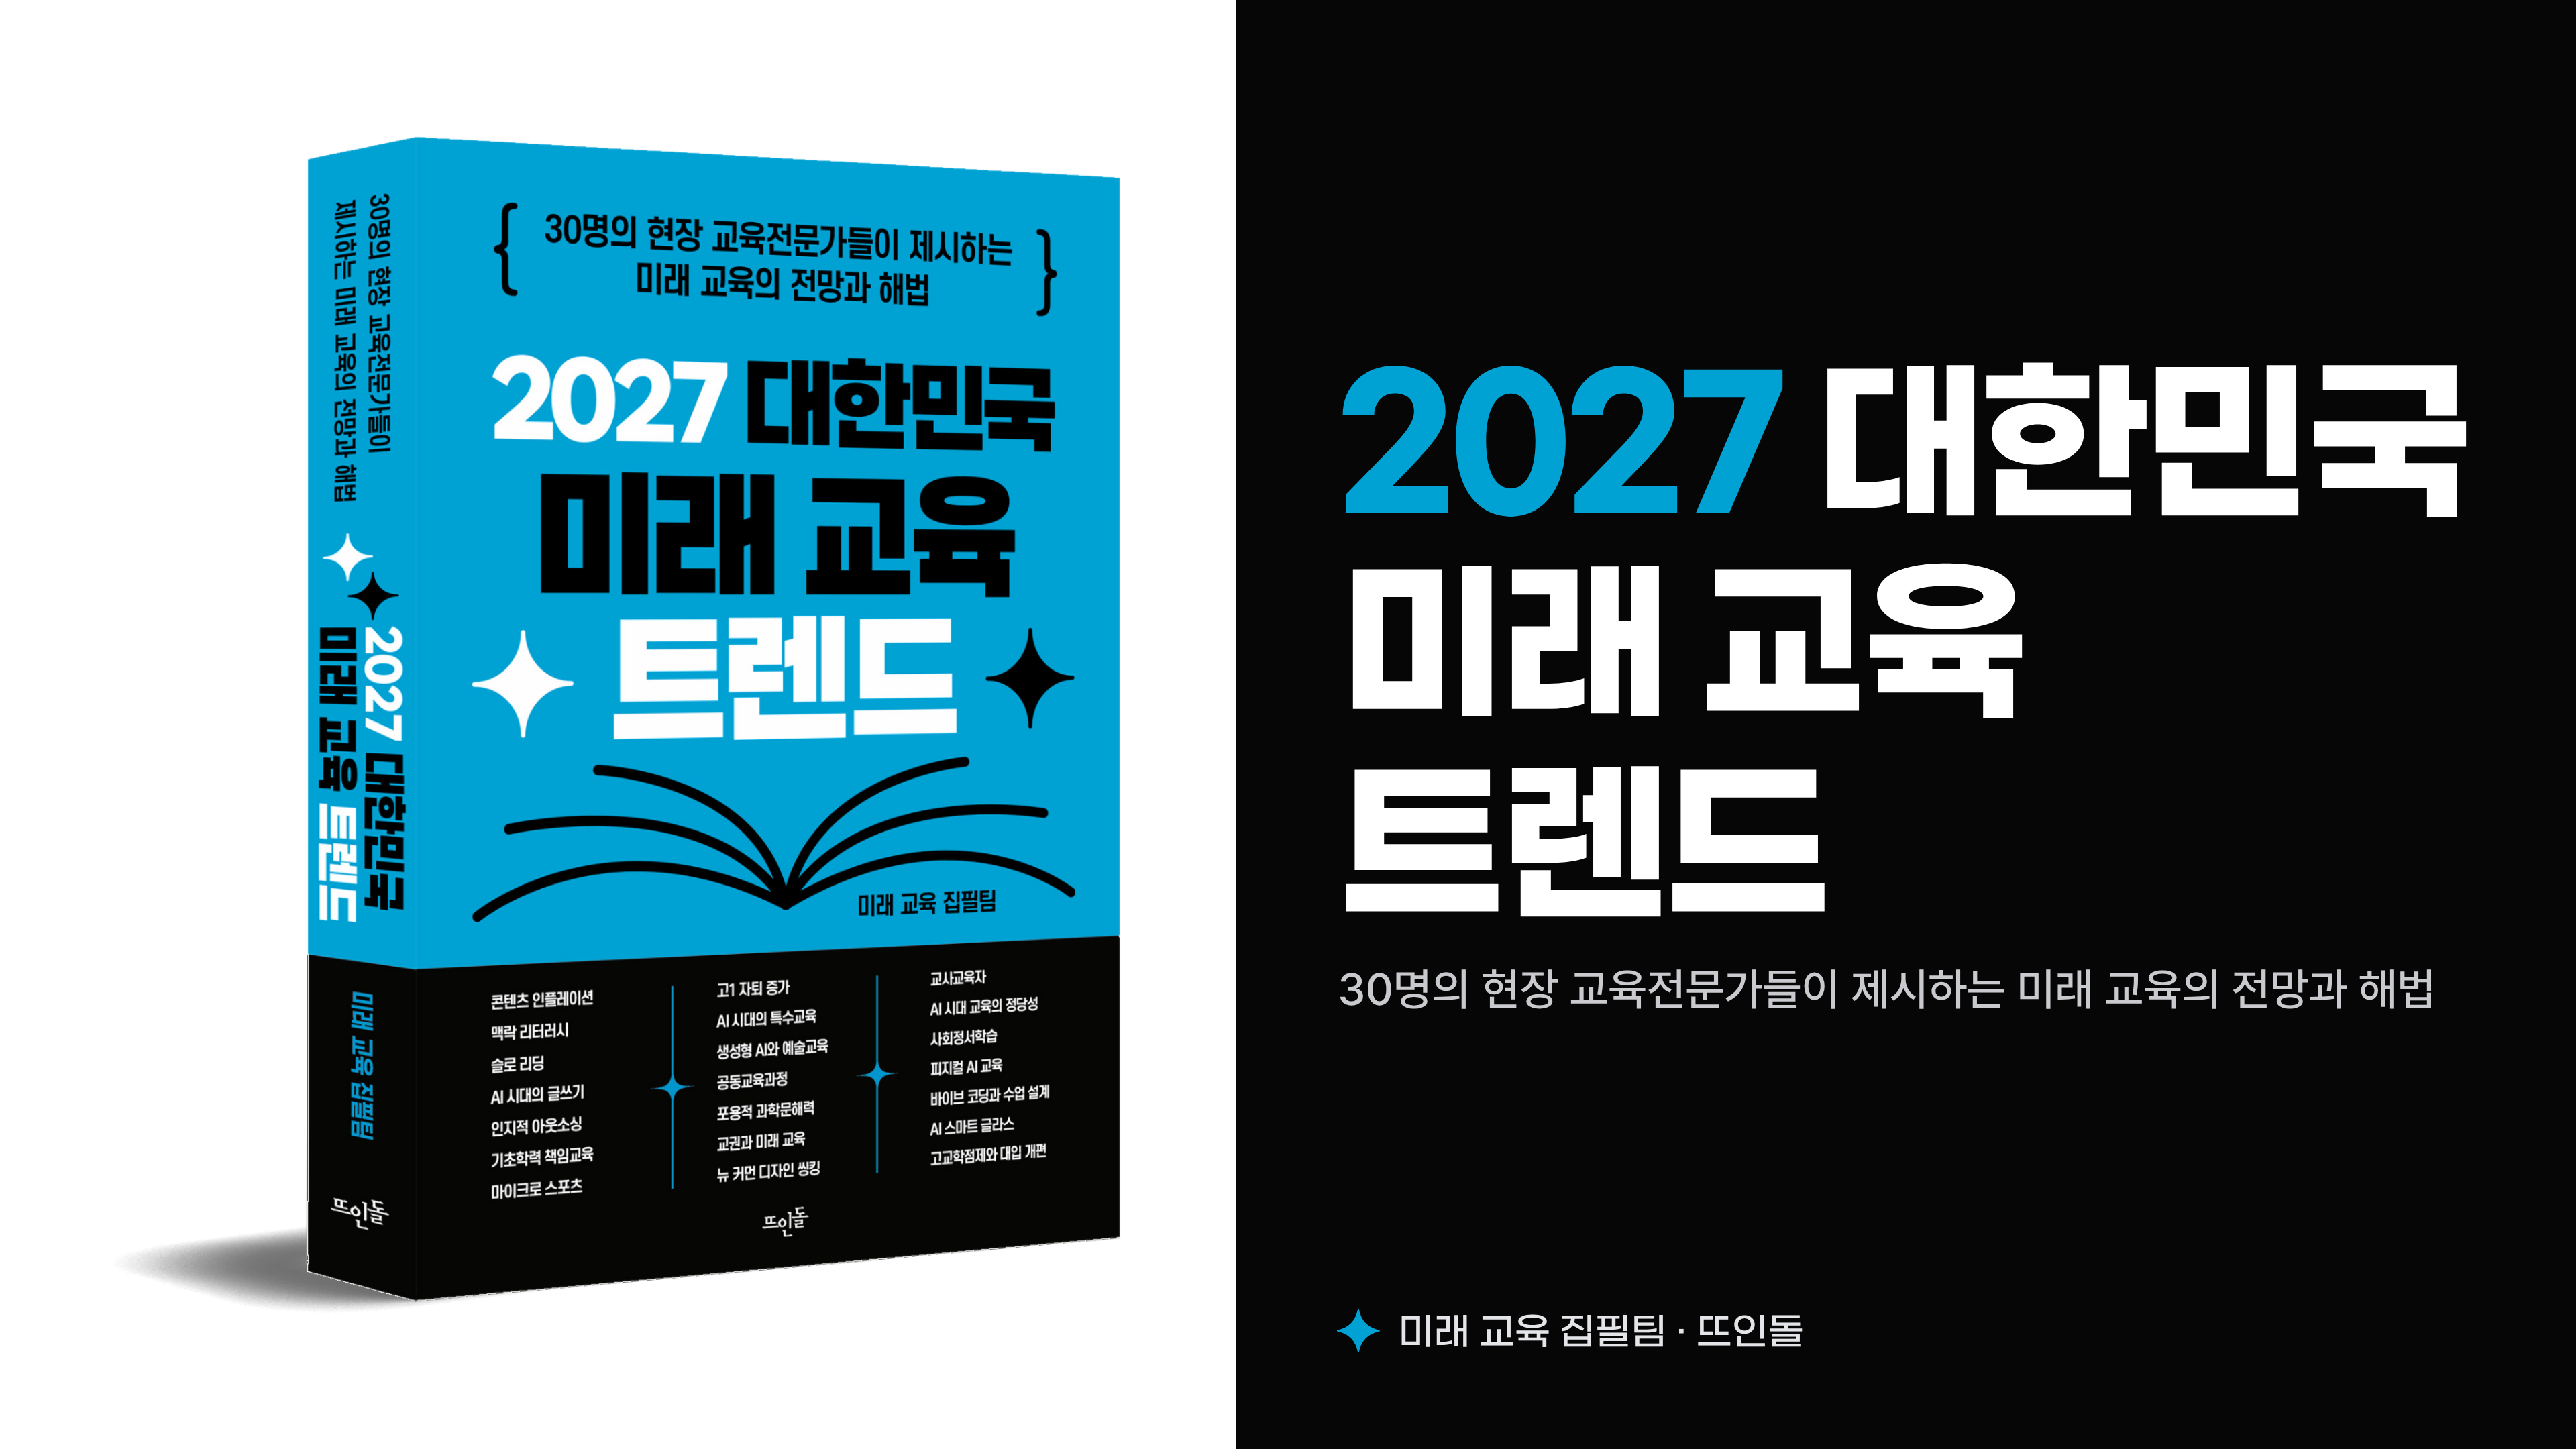 30명의 현장 교육전문가들이
제시하는 미래 교육의 전망과 해법
2027 대한민국
미래 교육 트렌드
미래 교육 집필팀
뜨인돌
{ 30명의 현장 교육전문가들이 제시하는
미래 교육의 전망과 해법 }
2027 대한민국
미래 교육
트렌드
미래 교육 집필팀
콘텐츠 인플레이션
맥락 리터러시
슬로 리딩
AI 시대의 글쓰기
인지적 아웃소싱
기초학력 책임교육
마이크로 스포츠
고1 자퇴 증가
AI 시대의 특수교육
생성형 AI와 예술교육
공동교육과정
포용적 과학문해력
교권과 미래 교육
뉴 커먼 디자인 씽킹
교사교육자
AI 시대 교육의 정당성
사회정서학습
피지컬 AI 교육
바이브 코딩과 수업 설계
AI 스마트 글라스
고교학점제와 대입 개편
뜨인돌
2027 대한민국
미래 교육
트렌드
30명의 현장 교육전문가들이 제시하는 미래 교육의 전망과 해법
미래 교육 집필팀 · 뜨인돌